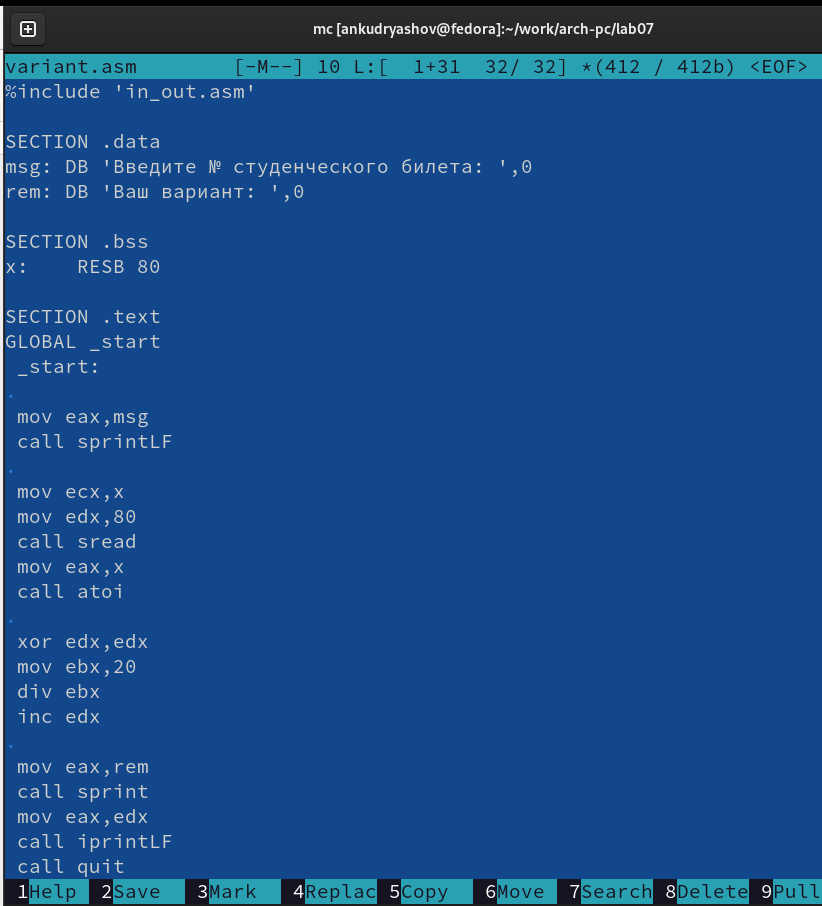 mc [ankudryashov@fedora]:~/work/arch-pc/lab07
variant.asm        [-M--] 10 L:[  1+31  32/ 32] *(412 / 412b) <EOF>
%include 'in_out.asm'
SECTION .data
msg: DB 'Введите № студенческого билета: ',0
rem: DB 'Ваш вариант: ',0
SECTION .bss
x:    RESB 80
SECTION .text
GLOBAL _start
 _start:
.
 mov eax,msg
 call sprintLF
.
 mov ecx,x
 mov edx,80
 call sread
 mov eax,x
 call atoi
.
 xor edx,edx
 mov ebx,20
 div ebx
 inc edx
.
 mov eax,rem
 call sprint
 mov eax,edx
 call iprintLF
 call quit
1Help  2Save  3Mark  4Replac 5Copy  6Move  7Search 8Delete 9Pull